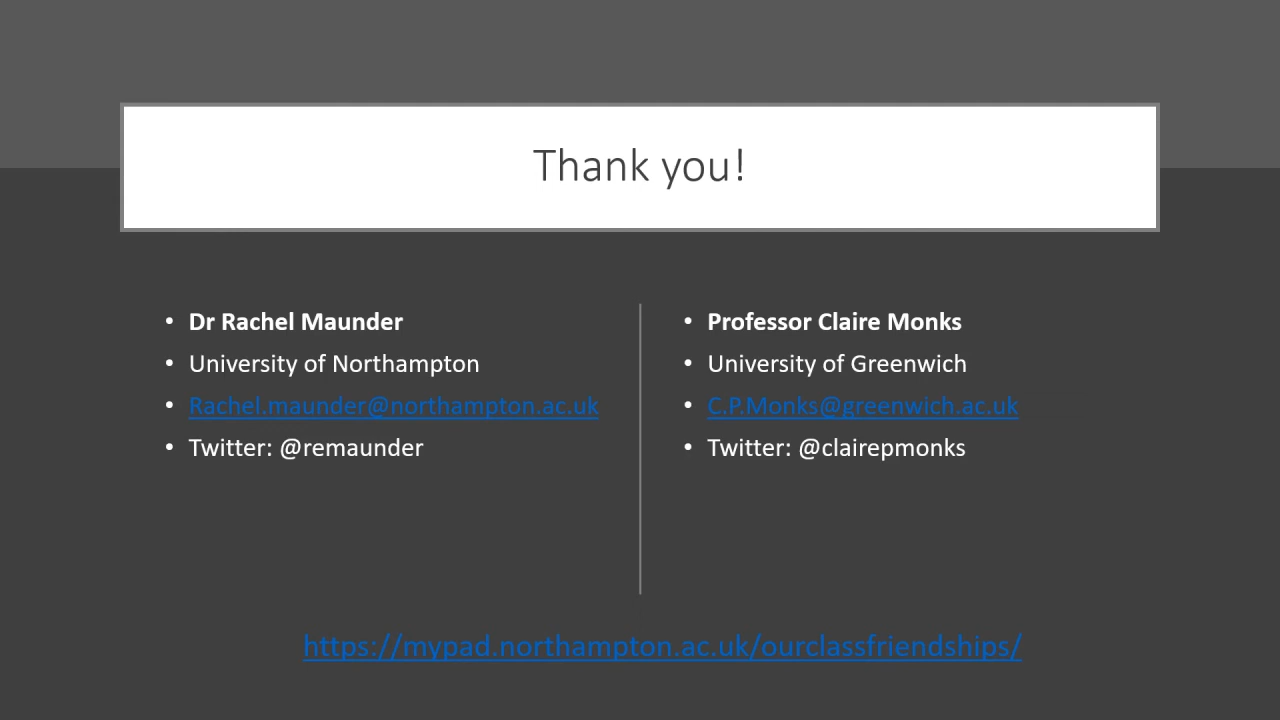 Thank you!
• Dr Rachel Maunder
• University of Northampton
• Rachel.maunder@northampton.ac.uk
• Twitter: @remaunder
• Professor Claire Monks
• University of Greenwich
• C.P.Monks@greenwich.ac.uk
• Twitter: @clairepmonks
https://mypad.northampton.ac.uk/ourclassfriendships/